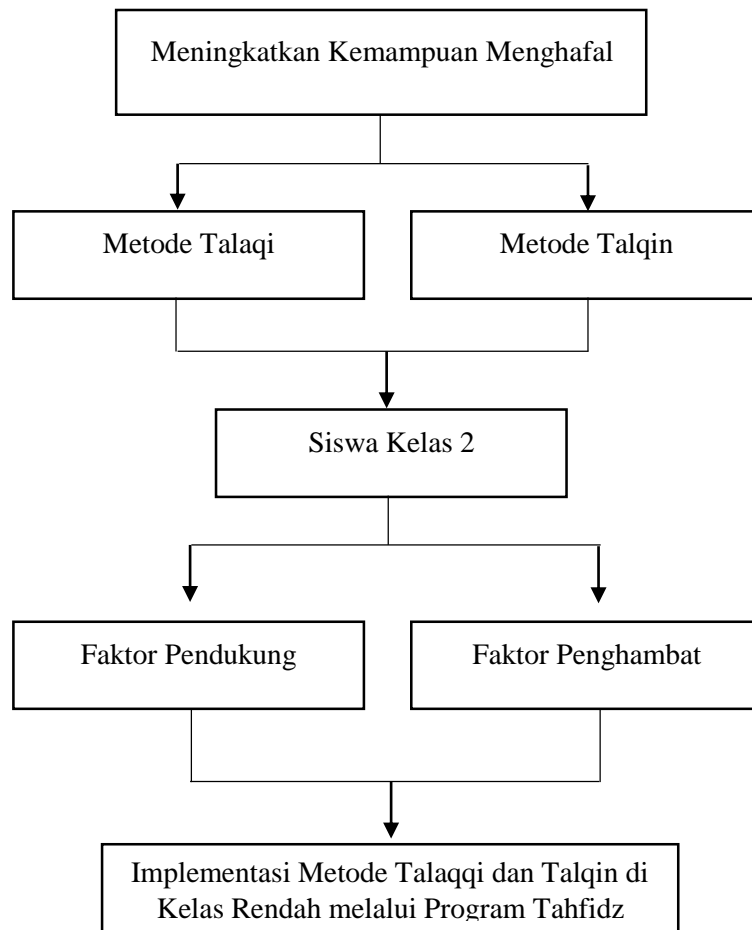 Meningkatkan Kemampuan Menghafal
Metode Talaqi
Metode Talqin
Siswa Kelas 2
Faktor Pendukung
Faktor Penghambat
Implementasi Metode Talaqqi dan Talqin di
Kelas Rendah melalui Program Tahfidz